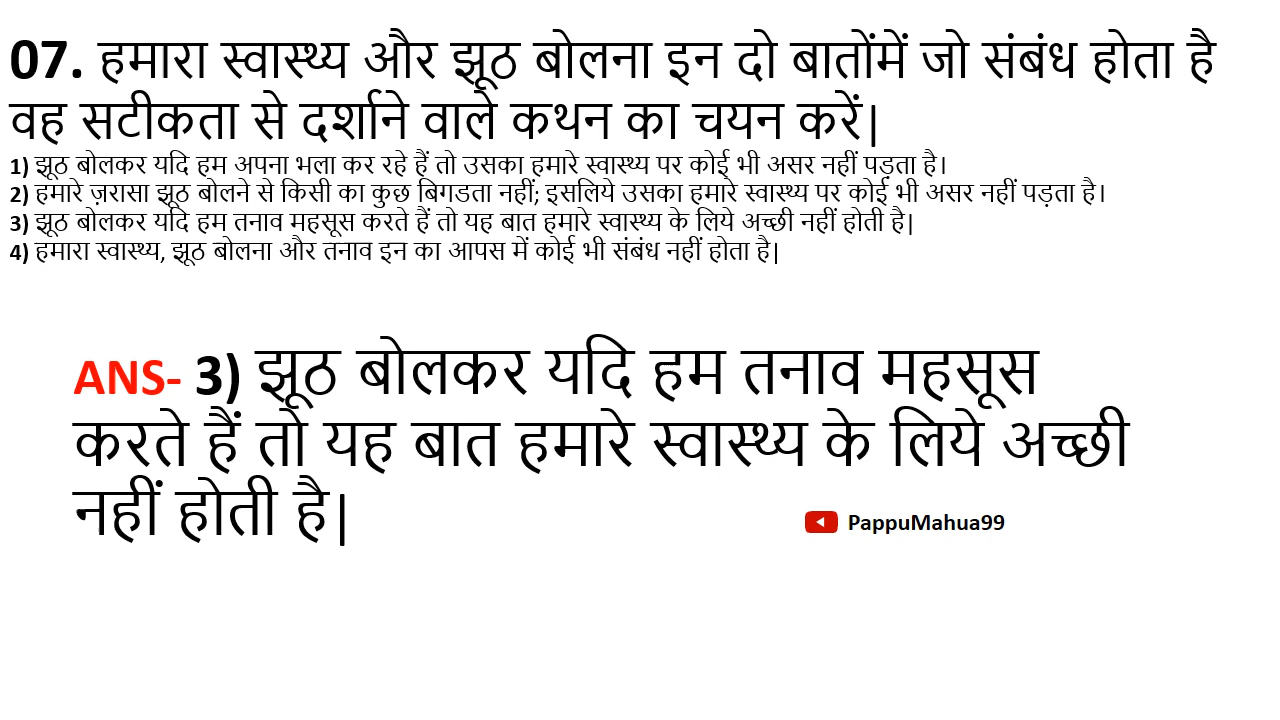 07. हमारा स्वास्थ्य और झूठ बोलना इन दो बातोंमें जो संबंध होता है
वह सटीकता से दर्शाने वाले कथन का चयन करें|
1) झूठ बोलकर यदि हम अपना भला कर रहे हैं तो उसका हमारे स्वास्थ्य पर कोई भी असर नहीं पड़ता है।
2) हमारे ज़रासा झूठ बोलने से किसी का कुछ बिगडता नहीं; इसलिये उसका हमारे स्वास्थ्य पर कोई भी असर नहीं पड़ता है।
3) झूठ बोलकर यदि हम तनाव महसूस करते हैं तो यह बात हमारे स्वास्थ्य के लिये अच्छी नहीं होती है|
4) हमारा स्वास्थ्य, झूठ बोलना और तनाव इन का आपस में कोई भी संबंध नहीं होता है|
ANS- 3) झूठ बोलकर यदि हम तनाव महसूस
करते हैं तो यह बात हमारे स्वास्थ्य के लिये अच्छी
नहीं होती है|
PappuMahua99